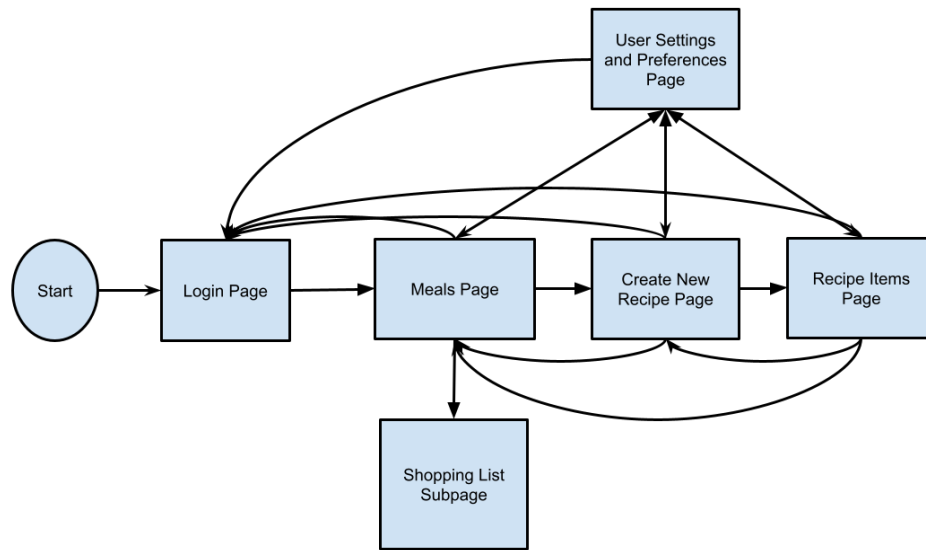 User Settings
and Preferences
Page
Start
Login Page
Meals Page
Create New
Recipe Page
Recipe Items
Page
Shopping List
Subpage